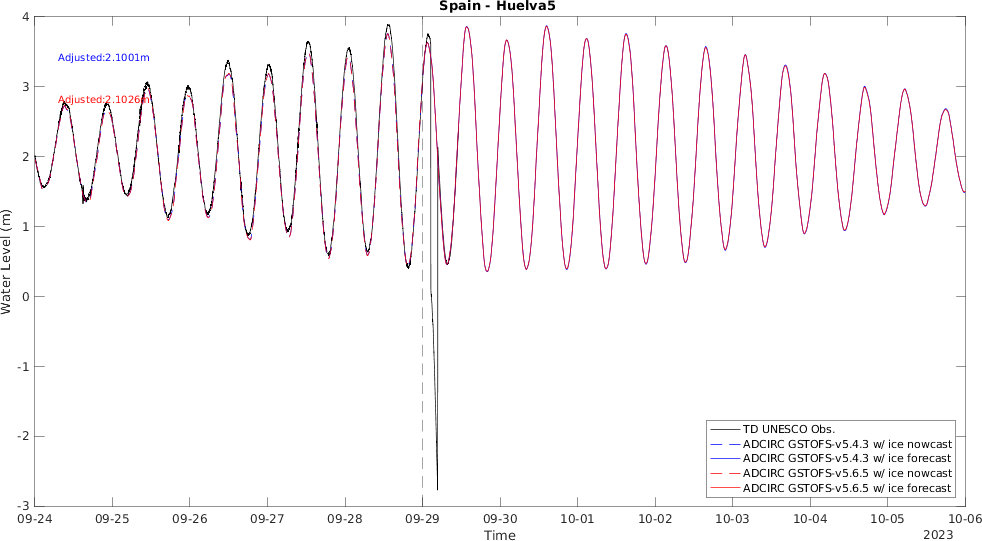 Spain - Huelva5
4
3
2
1
0
-1
-2
-3
Water Level (m)
Adjusted:2.1001m
Adjusted:2.1026m
TD UNESCO Obs.
ADCIRC GSTOFS-v5.4.3 w/ ice nowcast
ADCIRC GSTOFS-v5.4.3 w/ ice forecast
ADCIRC GSTOFS-v5.6.5 w/ ice nowcast
ADCIRC GSTOFS-v5.6.5 w/ ice forecast
09-24 09-25 09-26 09-27 09-28 09-29 09-30 10-01 10-02 10-03 10-04 10-05 10-06
Time
2023